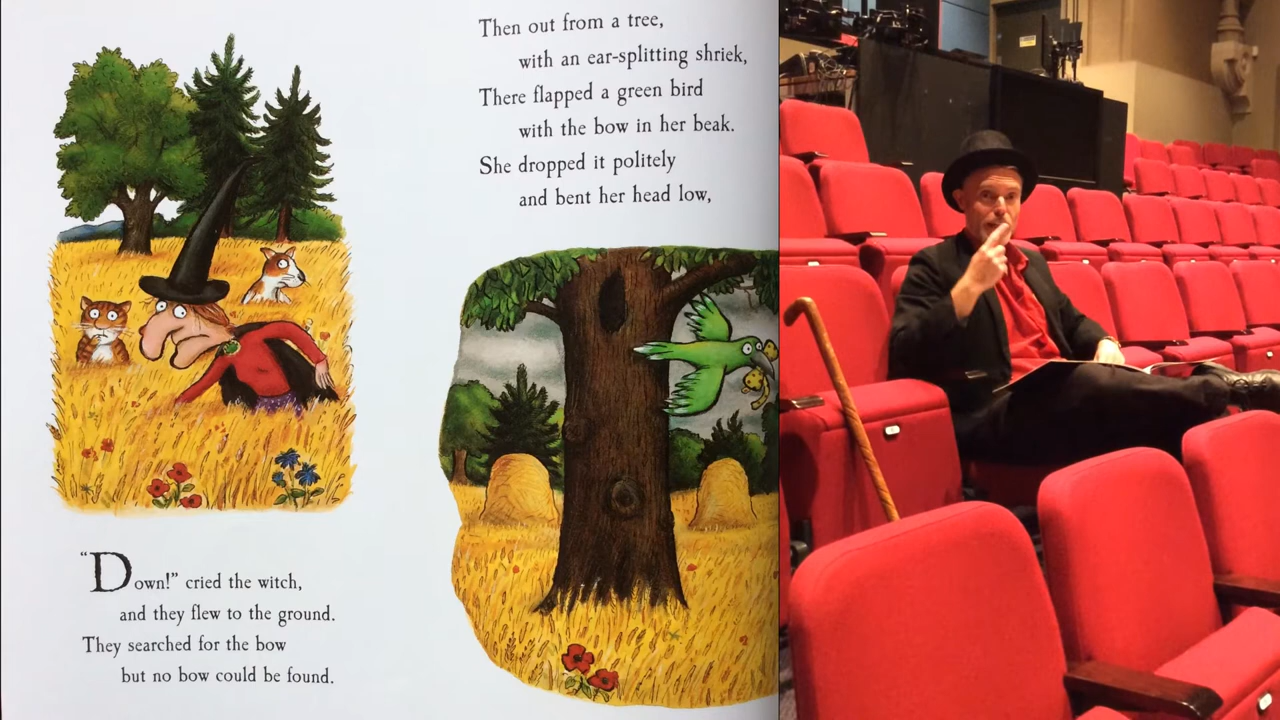 "Down!" cried the witch,
and they flew to the ground.
They searched for the bow
but no bow could be found.
Then out from a tree,
with an ear-splitting shriek,
There flapped a green bird
with the bow in her beak.
She dropped it politely
and bent her head low,